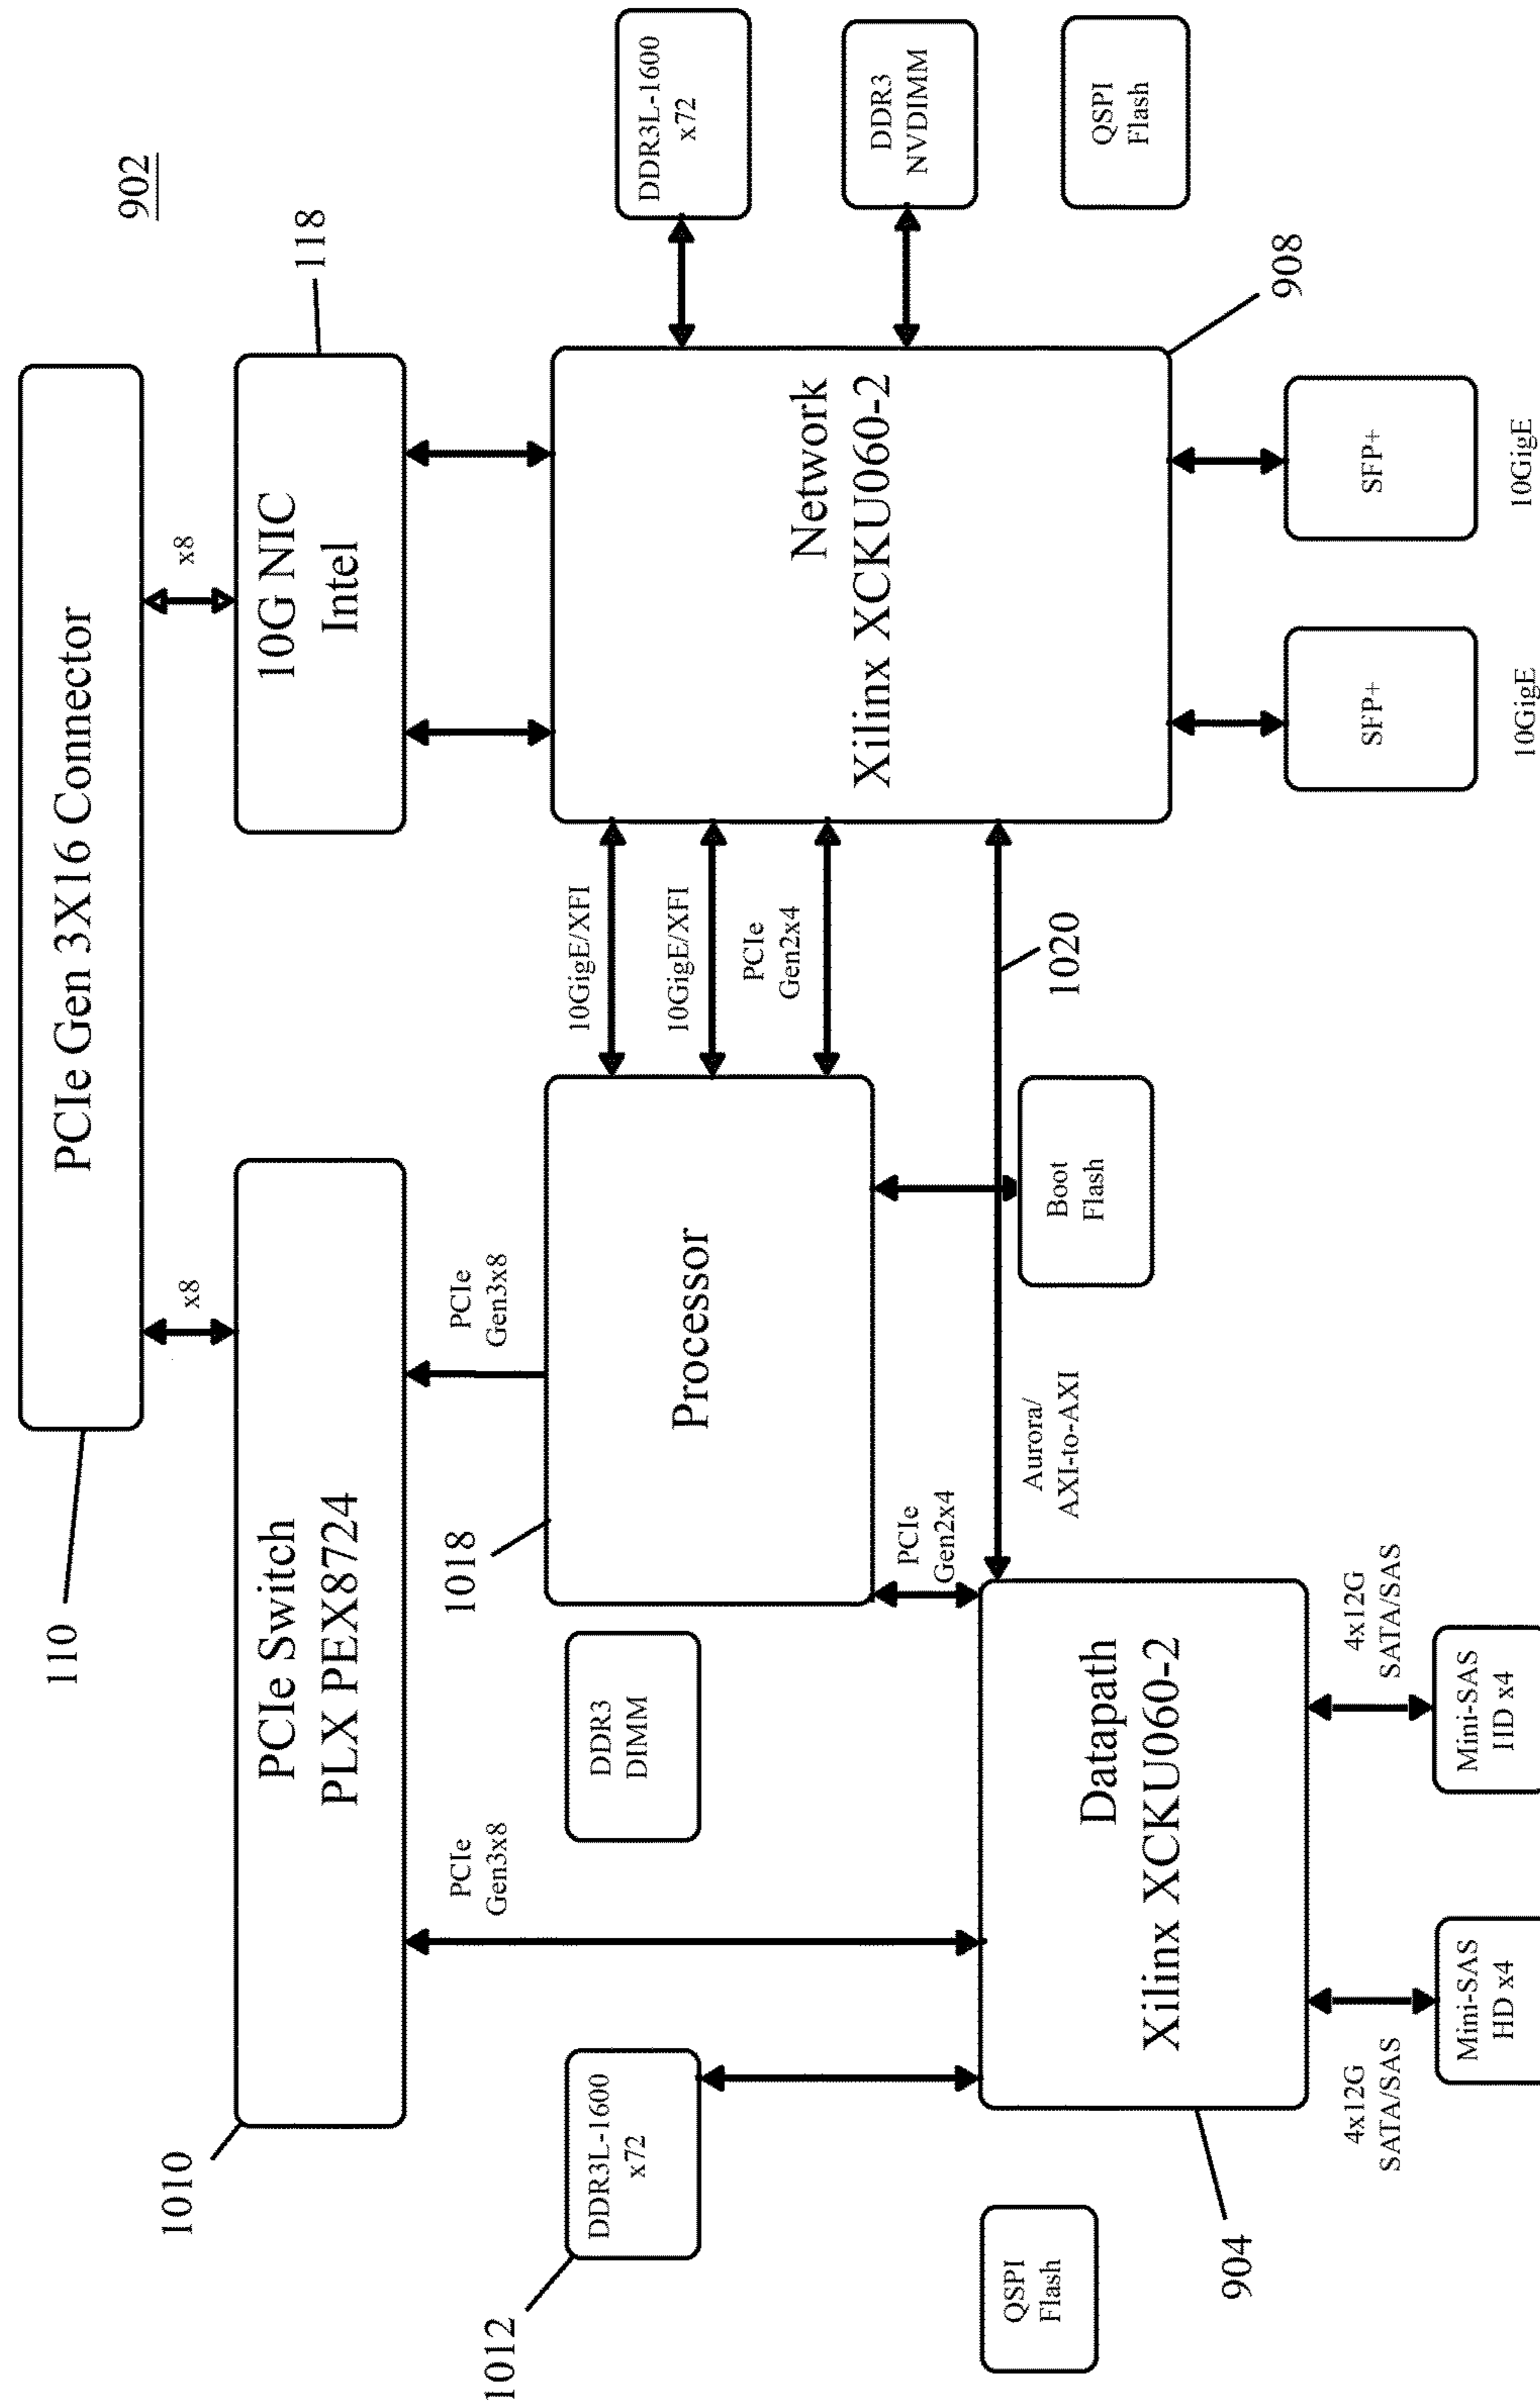 902
PCIe Gen 3X16 Connector
110
x8
x8
1010
PCIe Switch
PLX PEX8724
10G NIC
Intel
118
PCIe
Gen3x8
PCIe
Gen3x8
1012
DDR3L-1600
x72
DDR3
DIMM
1018
Processor
10GigE/XFI
10GigE/XFI
PCIe
Gen2x4
Network
Xilinx XCKU060-2
DDR3L-1600
x72
DDR3
NVDIMM
QSPI
Flash
908
PCIe
Gen2x4
Aurora/
AXI-to-AXI
1020
Boot
Flash
QSPI
Flash
904
Datapath
Xilinx XCKU060-2
4x12G
SATA/SAS
4x12G
SATA/SAS
Mini-SAS
HD x4
Mini-SAS
HD x4
SFP+
SFP+
10GigE
10GigE